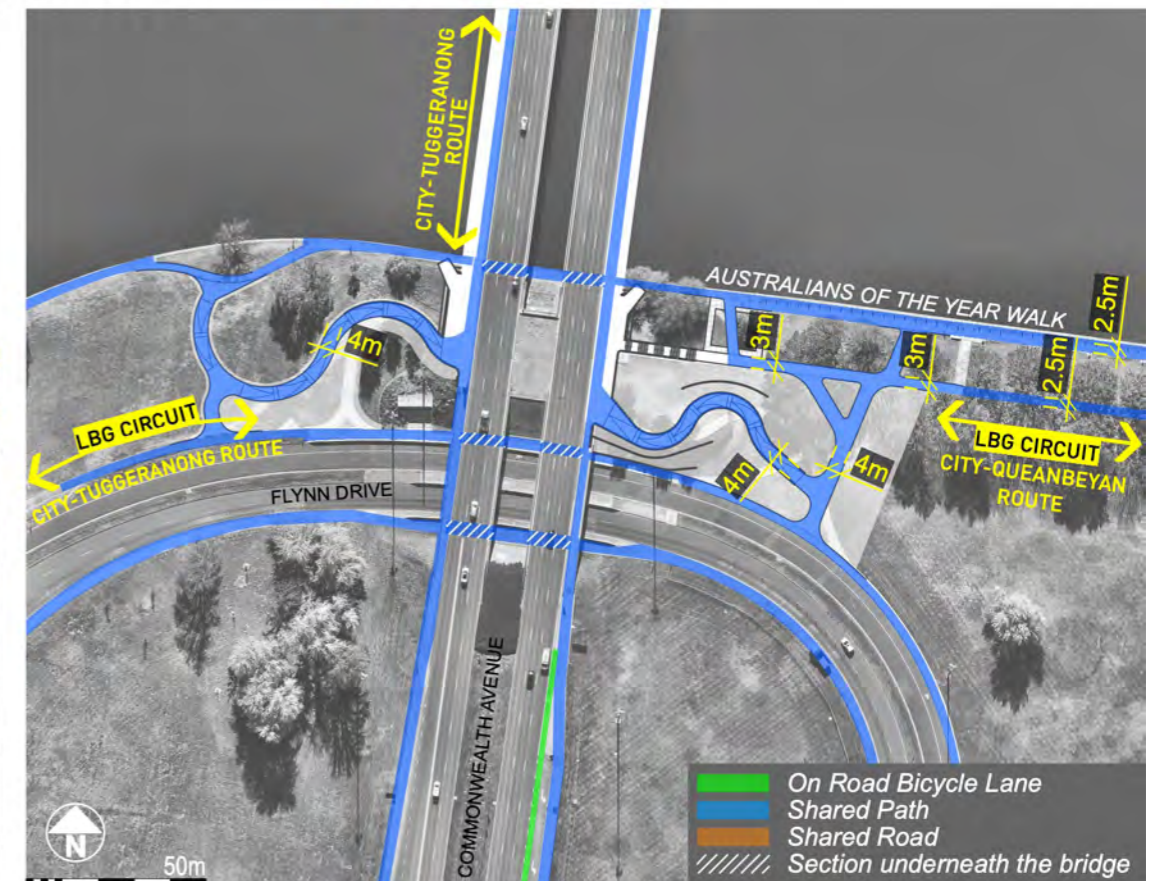 CITY-TUGGERANONG
ROUTE
AUSTRALIANS OF THE YEAR WALK
2.5m
3m
3m
2.5m
4m
LBG CIRCUIT
CITY-TUGGERANONG ROUTE
LBG CIRCUIT
CITY-QUEANBEYAN
ROUTE
4m
4m
FLYNN DRIVE
COMMONWEALTH AVENUE
On Road Bicycle Lane
Shared Path
Shared Road
Section underneath the bridge
N
50m